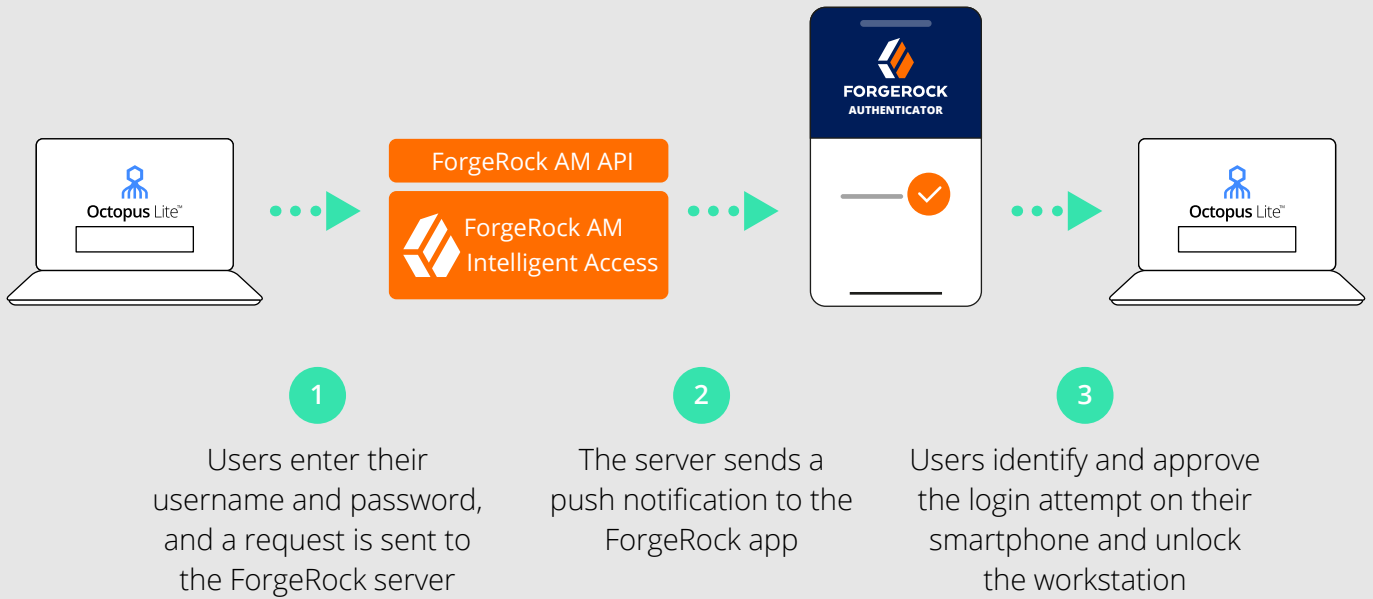 FORGEROCK
AUTHENTICATOR
Octopus Lite™
ForgeRock AM API
ForgeRock AM
Intelligent Access
Octopus Lite™
1
Users enter their
username and password,
and a request is sent to
the ForgeRock server
2
The server sends a
push notification to the
ForgeRock app
3
Users identify and approve
the login attempt on their
smartphone and unlock
the workstation